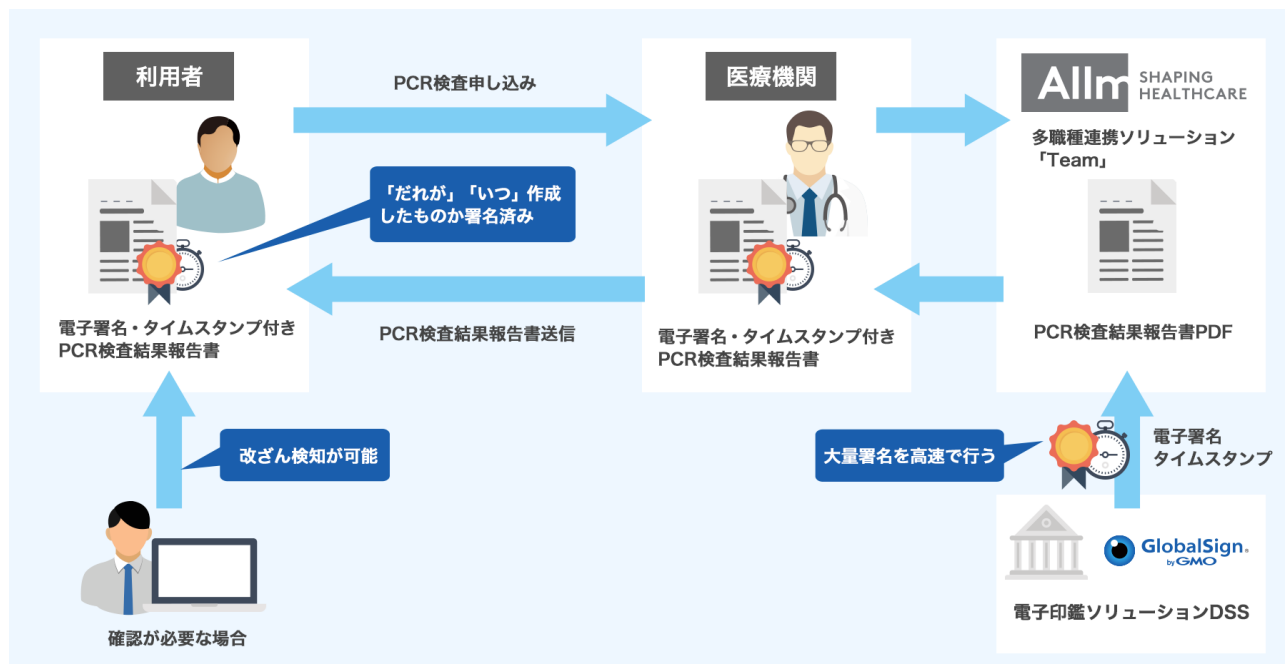 利用者
PCR検査申し込み
医療機関
Allm SHAPING
HEALTHCARE
多職種連携ソリューション
「Team」
「だれが」「いつ」作成
したものか署名済み
電子署名・タイムスタンプ付き
PCR検査結果報告書
PCR検査結果報告書送信
電子署名・タイムスタンプ付き
PCR検査結果報告書
PCR検査結果報告書PDF
改ざん検知が可能
大量署名を高速で行う
電子署名
タイムスタンプ
GlobalSign.
by GMO
電子印鑑ソリューションDSS
確認が必要な場合